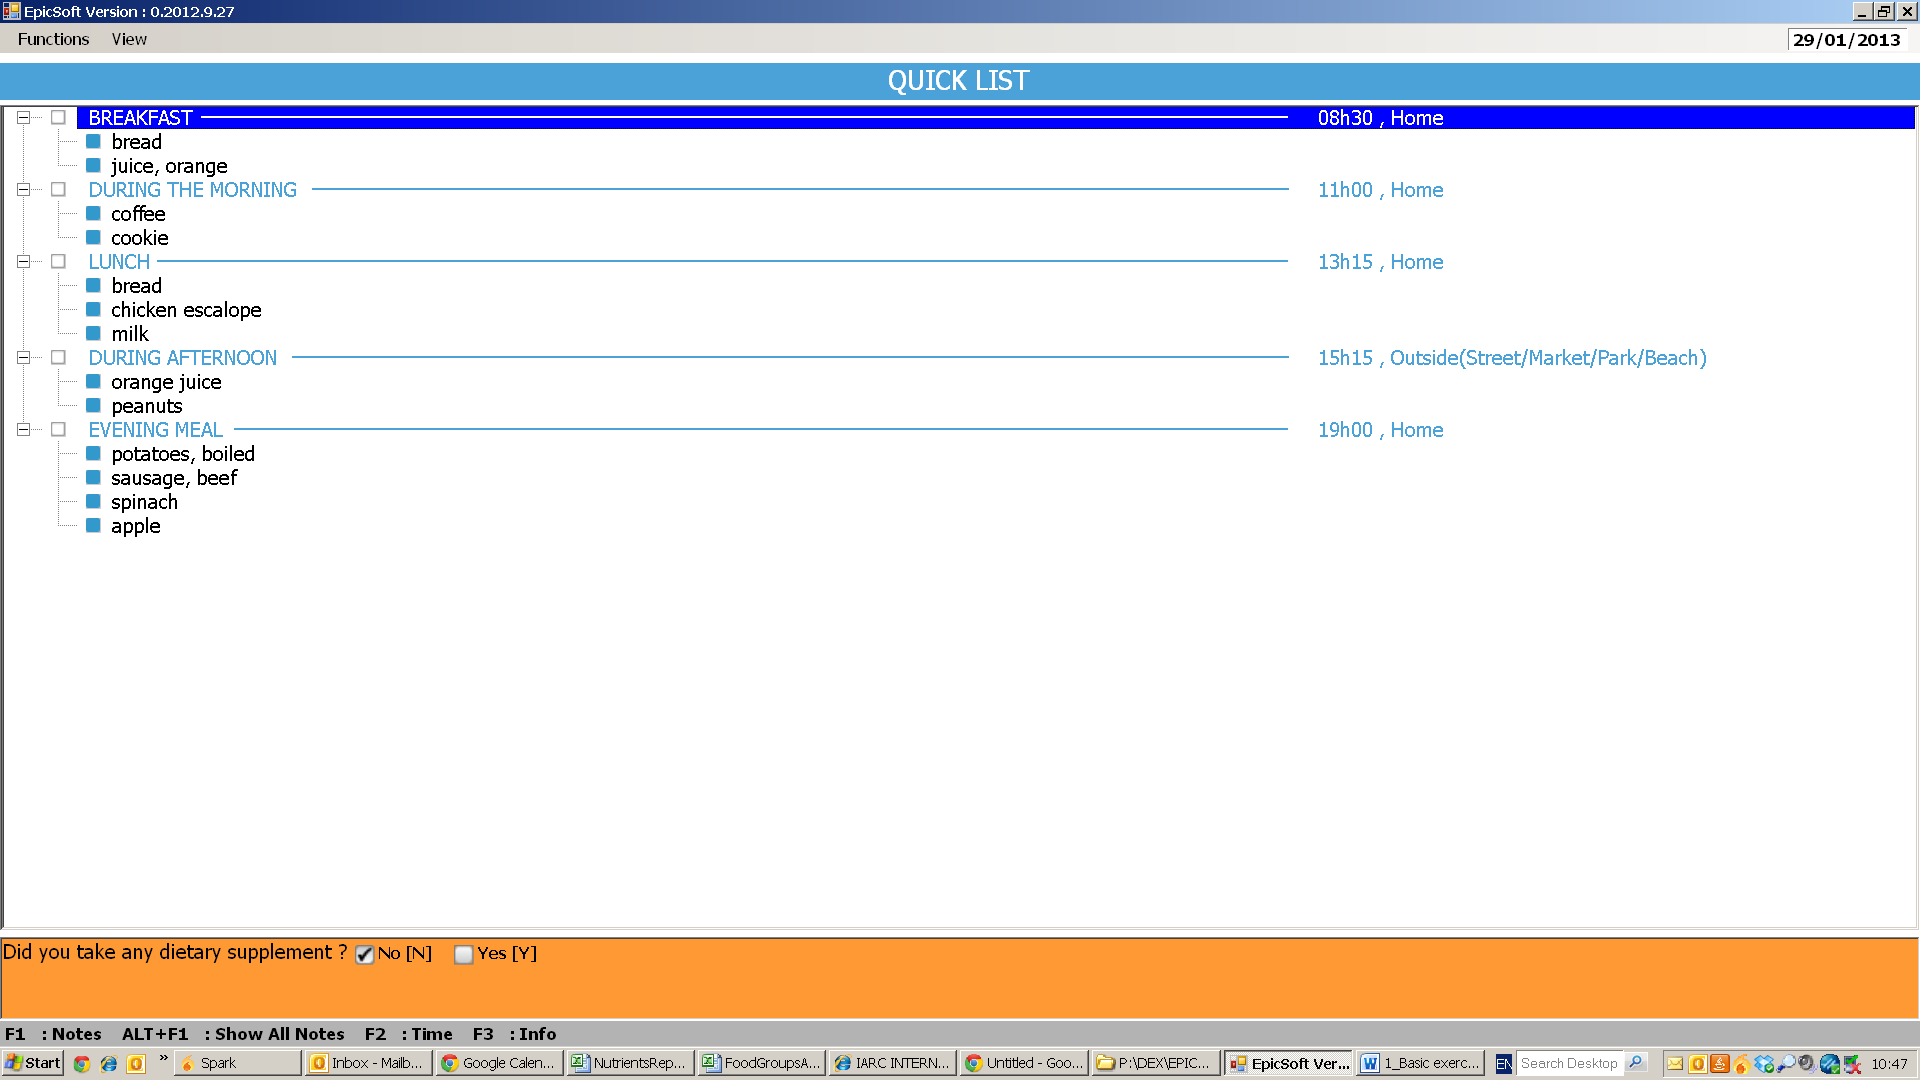 EpicSoft Version : 0.2012.9.27
Functions View 29/01/2013
QUICK LIST
BREAKFAST 08h30 , Home
bread
juice, orange
DURING THE MORNING 11h00 , Home
coffee
cookie
LUNCH 13h15 , Home
bread
chicken escalope
milk
DURING AFTERNOON 15h15 , Outside(Street/Market/Park/Beach)
orange juice
peanuts
EVENING MEAL 19h00 , Home
potatoes, boiled
sausage, beef
spinach
apple
Did you take any dietary supplement ? No [N] Yes [Y]
F1 : Notes ALT+F1 : Show All Notes F2 : Time F3 : Info
Start » Spark Inbox - Mailb... Google Calen... NutrientsRep... FoodGroupsA... IARC INTERN... Untitled - Goo... P:\DEX\EPIC... EpicSoft Ver... 1_Basic exerc... EN Search Desktop 10:47